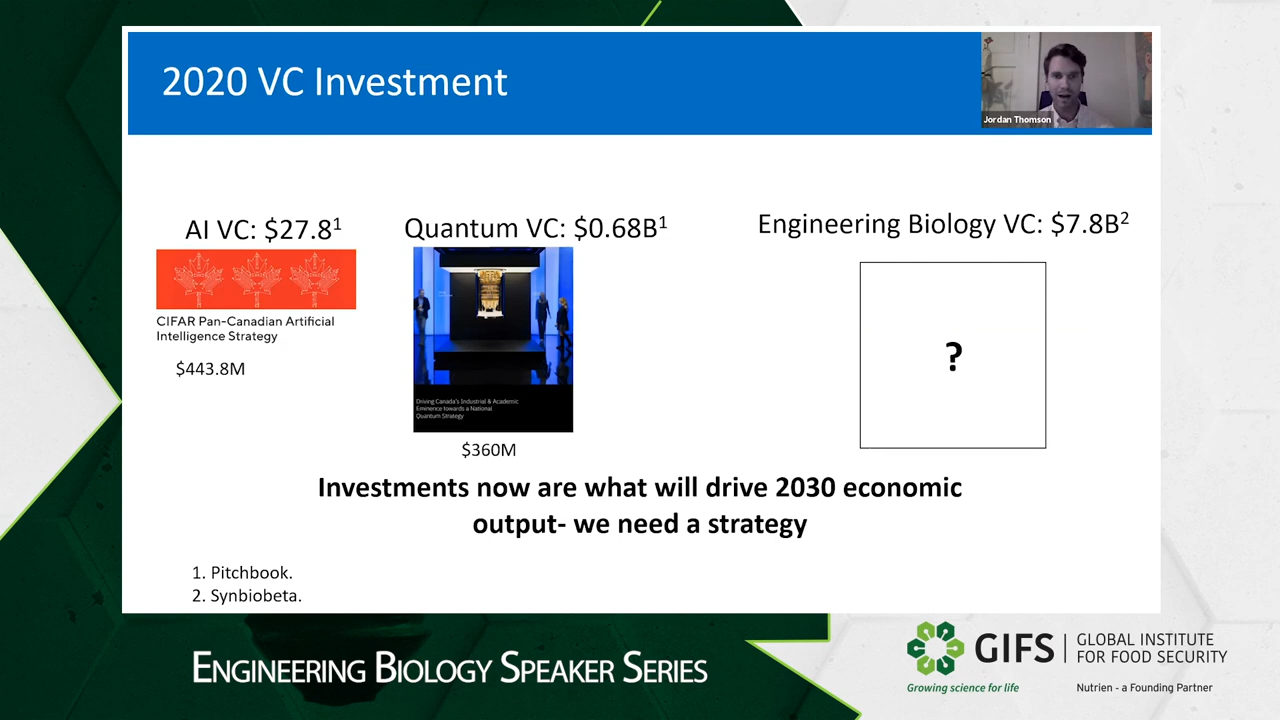 2020 VC Investment
Jordan Thomson
AI VC: $27.8¹
Quantum VC: $0.68B¹
Engineering Biology VC: $7.8B²
CIFAR Pan-Canadian Artificial
Intelligence Strategy
$443.8M
Driving Canada's Industrial & Academic
Eminence towards a National
Quantum Strategy
$360M
?
Investments now are what will drive 2030 economic
output- we need a strategy
1. Pitchbook.
2. Synbiobeta.
ENGINEERING BIOLOGY SPEAKER SERIES
GIFS
GLOBAL INSTITUTE
FOR FOOD SECURITY
Growing science for life
Nutrien - a Founding Partner